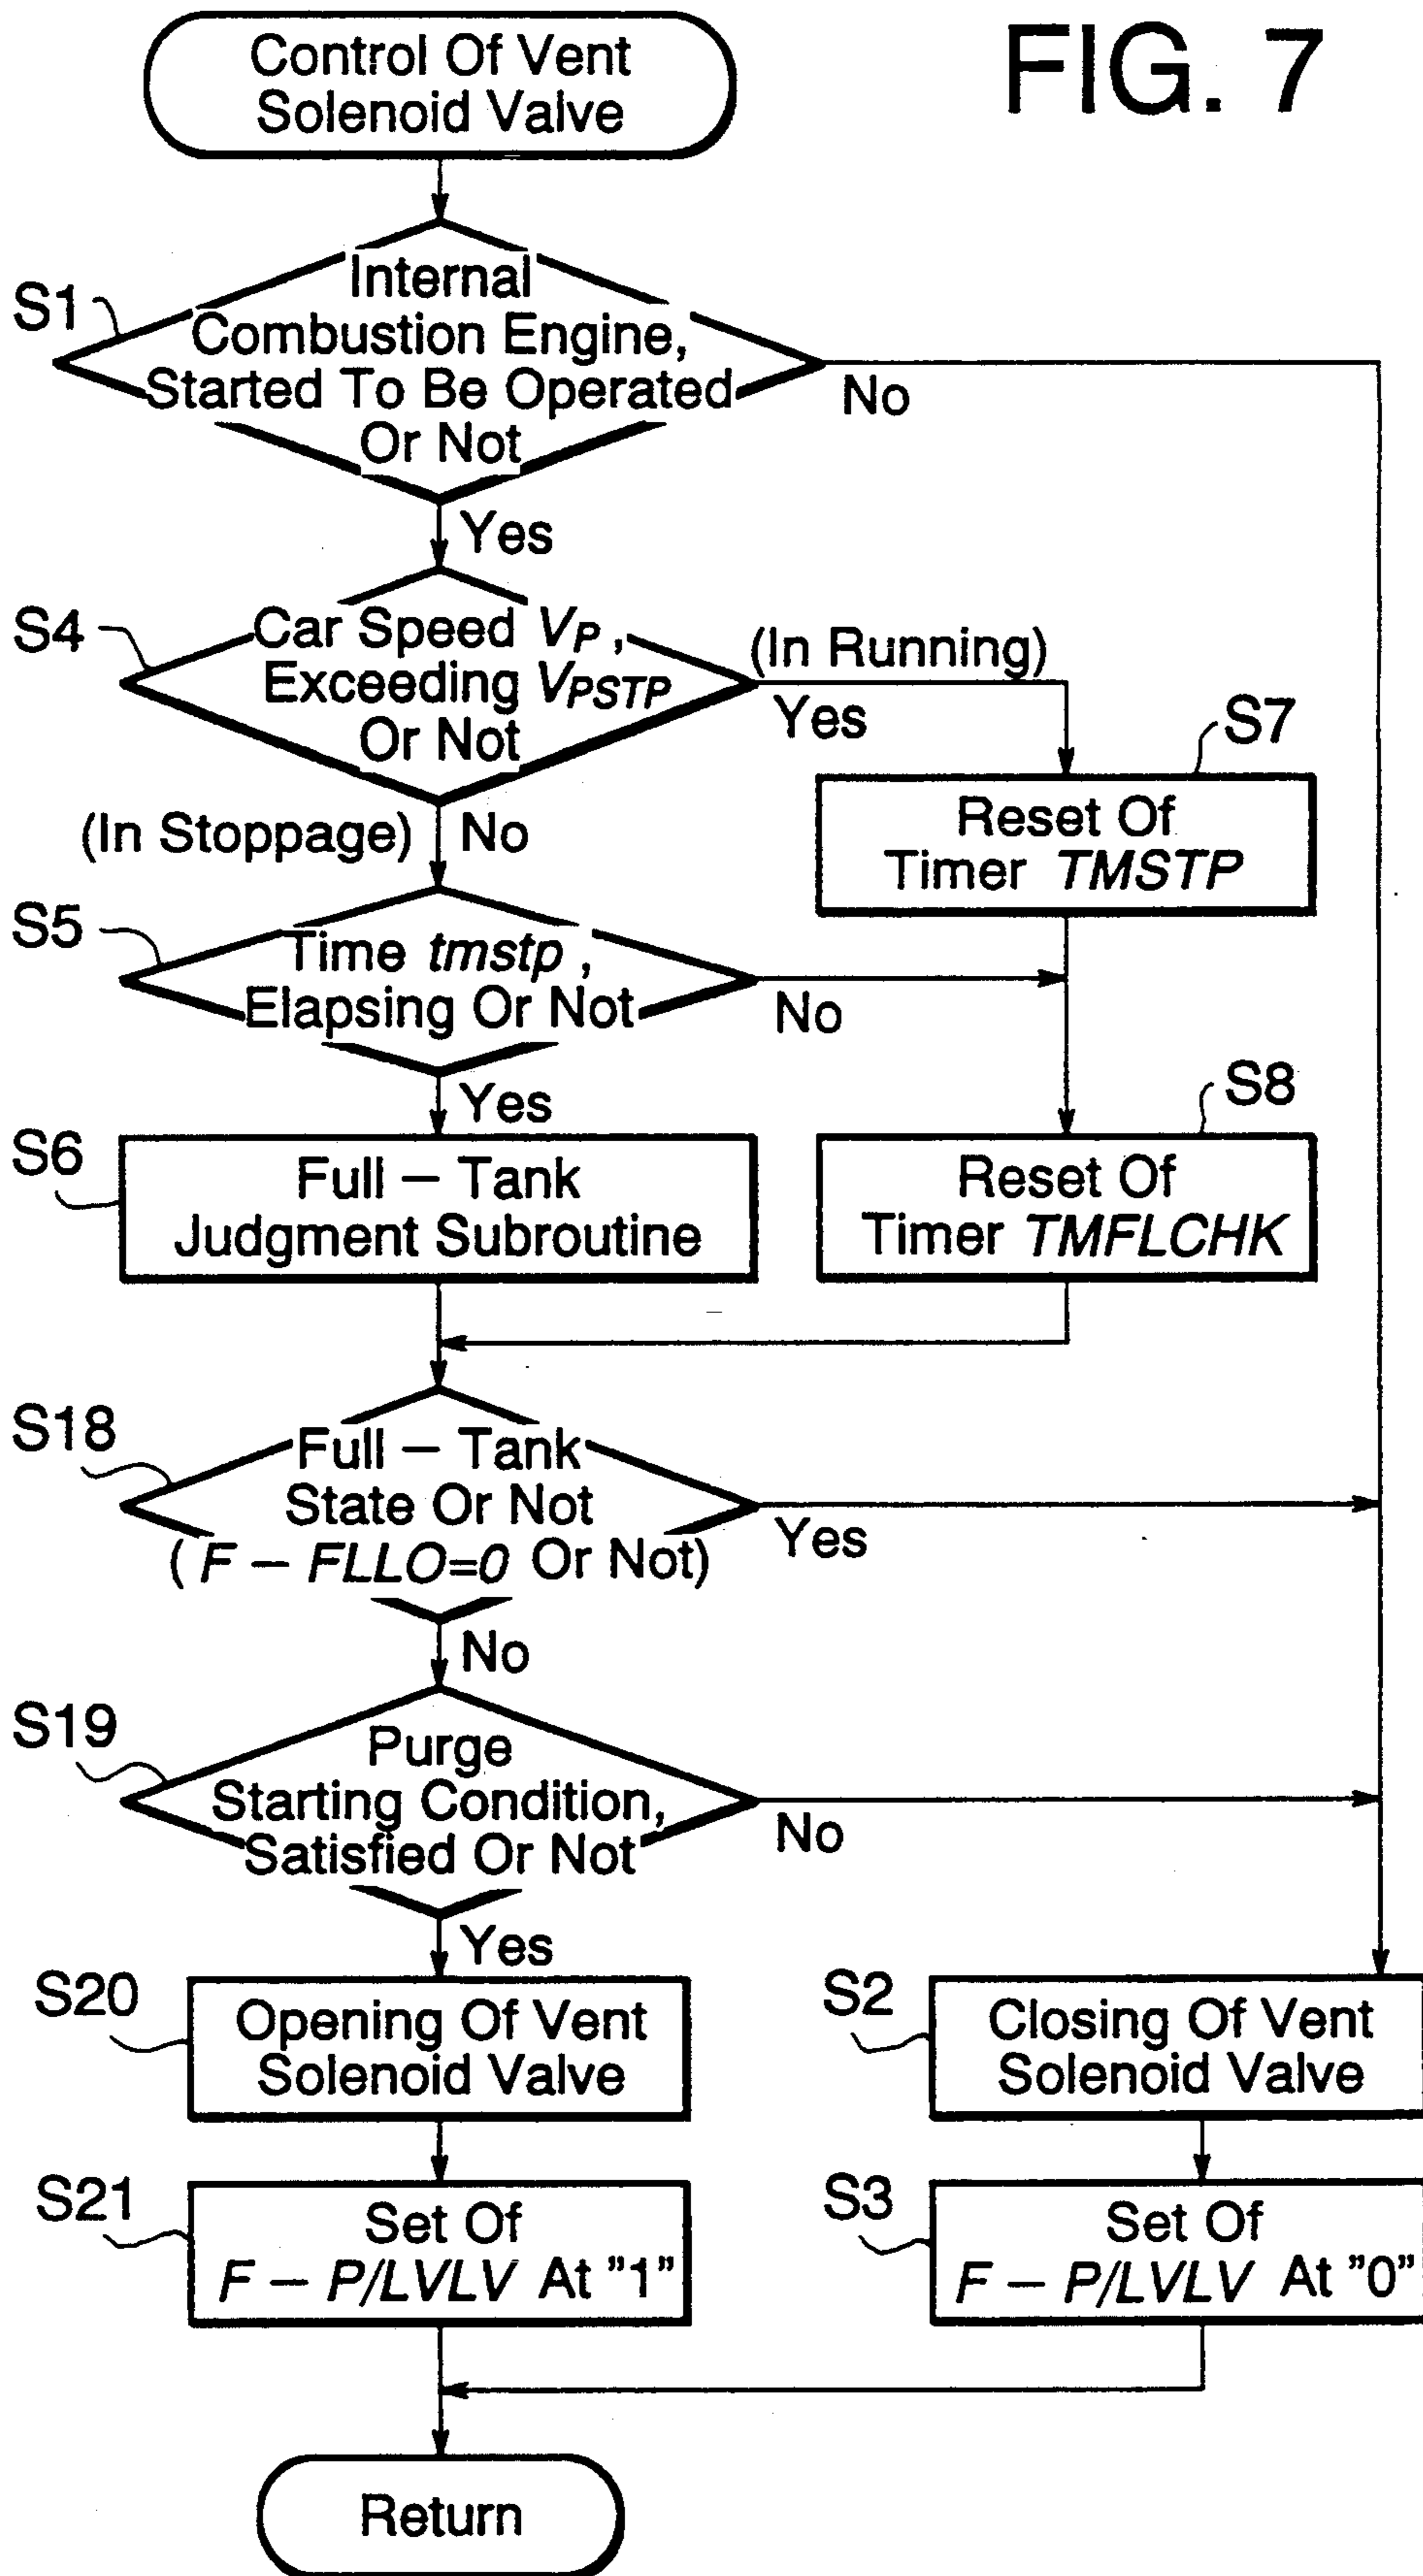 FIG. 7
Control Of Vent
Solenoid Valve
S1
Internal
Combustion Engine,
Started To Be Operated
Or Not
No
Yes
S4
Car Speed VP,
Exceeding VPSTP
Or Not
(In Running)
Yes
S7
Reset Of
Timer TMSTP
(In Stoppage)
No
S5
Time tmstp,
Elapsing Or Not
No
Yes
S6
Full – Tank
Judgment Subroutine
S8
Reset Of
Timer TMFLCHK
S18
Full – Tank
State Or Not
(F – FLLO=0 Or Not)
Yes
No
S19
Purge
Starting Condition,
Satisfied Or Not
No
Yes
S20
Opening Of Vent
Solenoid Valve
S2
Closing Of Vent
Solenoid Valve
S21
Set Of
F – P/LVLV At "1"
S3
Set Of
F – P/LVLV At "0"
Return